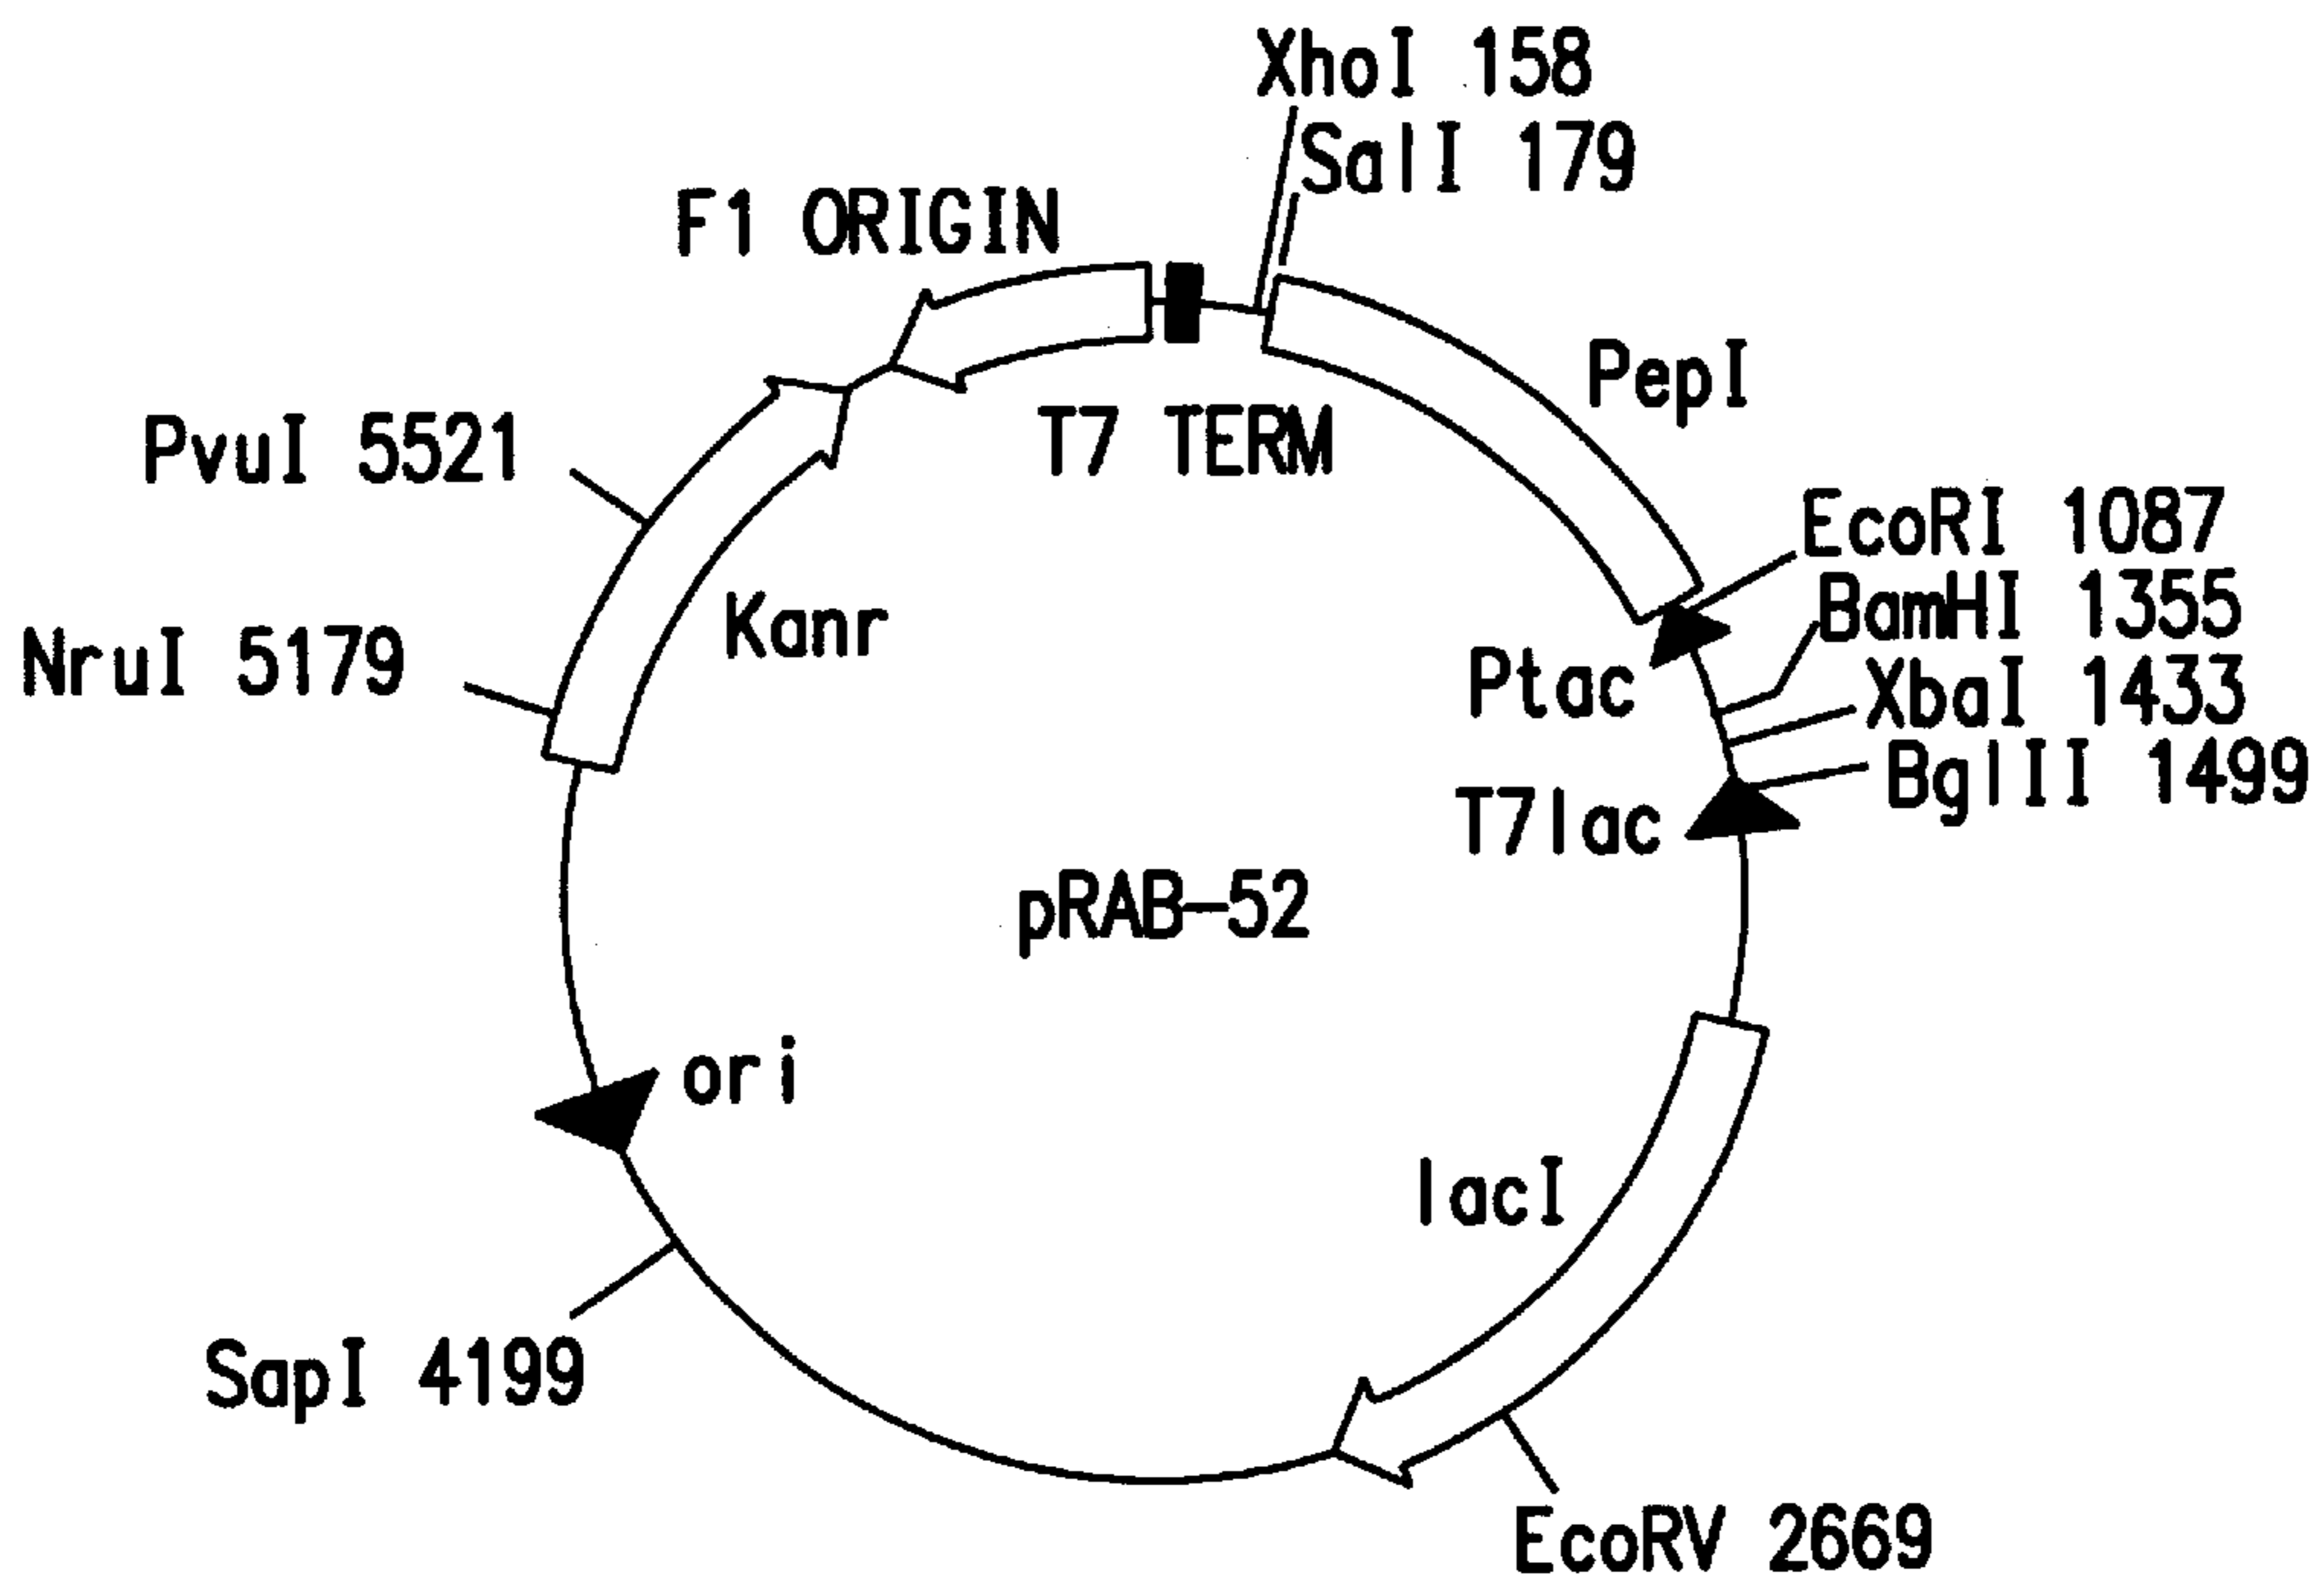 XhoI 158
SalI 179
F1 ORIGIN
PepI
T7 TERM
PvuI 5521
EcoRI 1087
BamHI 1355
Kanr
NruI 5179
Ptac
XbaI 1433
BglII 1499
T7lac
pRAB-52
ori
lacI
SapI 4199
EcoRV 2669